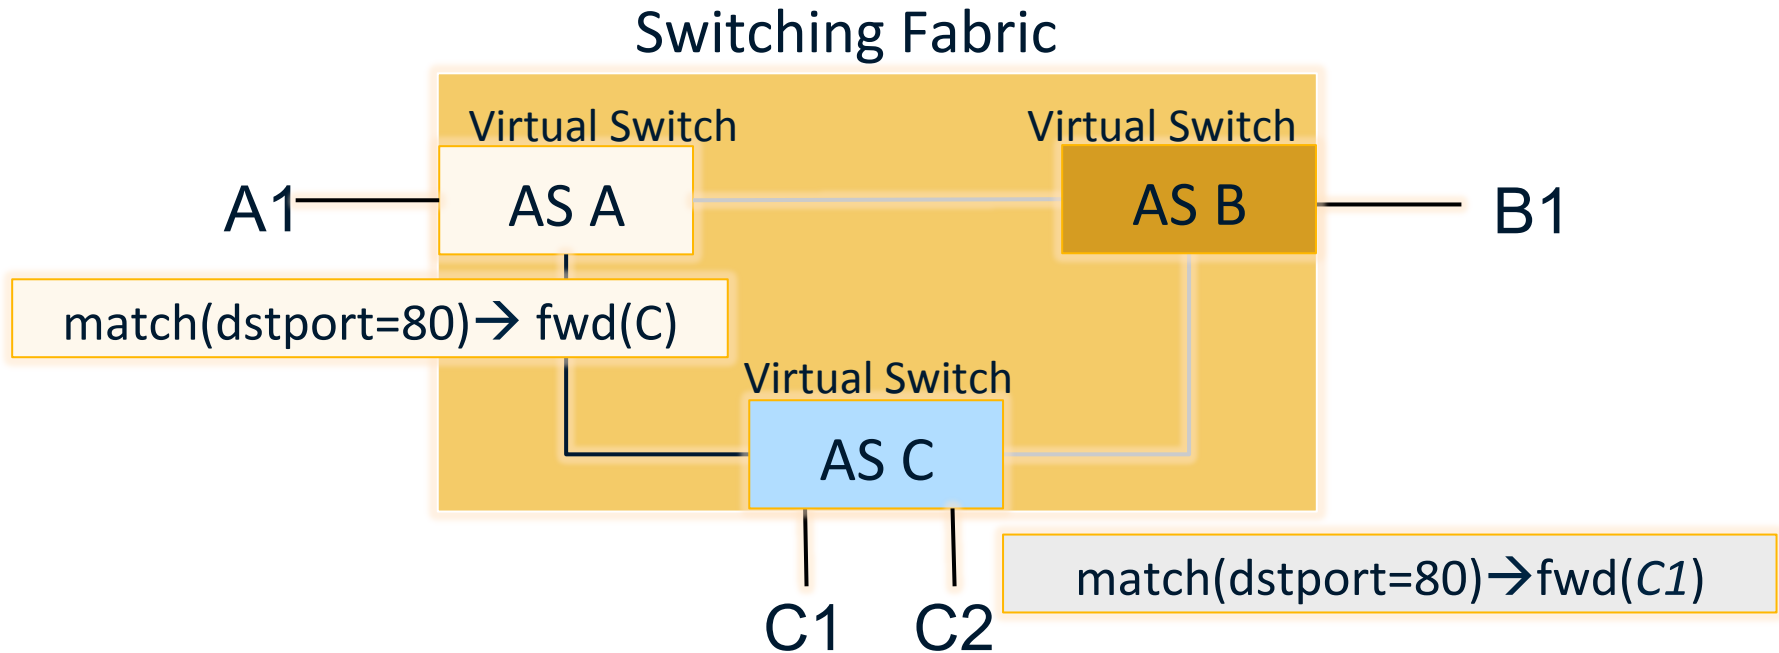 Switching Fabric
Virtual Switch
Virtual Switch
A1
AS A
AS B
B1
match(dstport=80)→ fwd(C)
Virtual Switch
AS C
match(dstport=80)→fwd(C1)
C1
C2